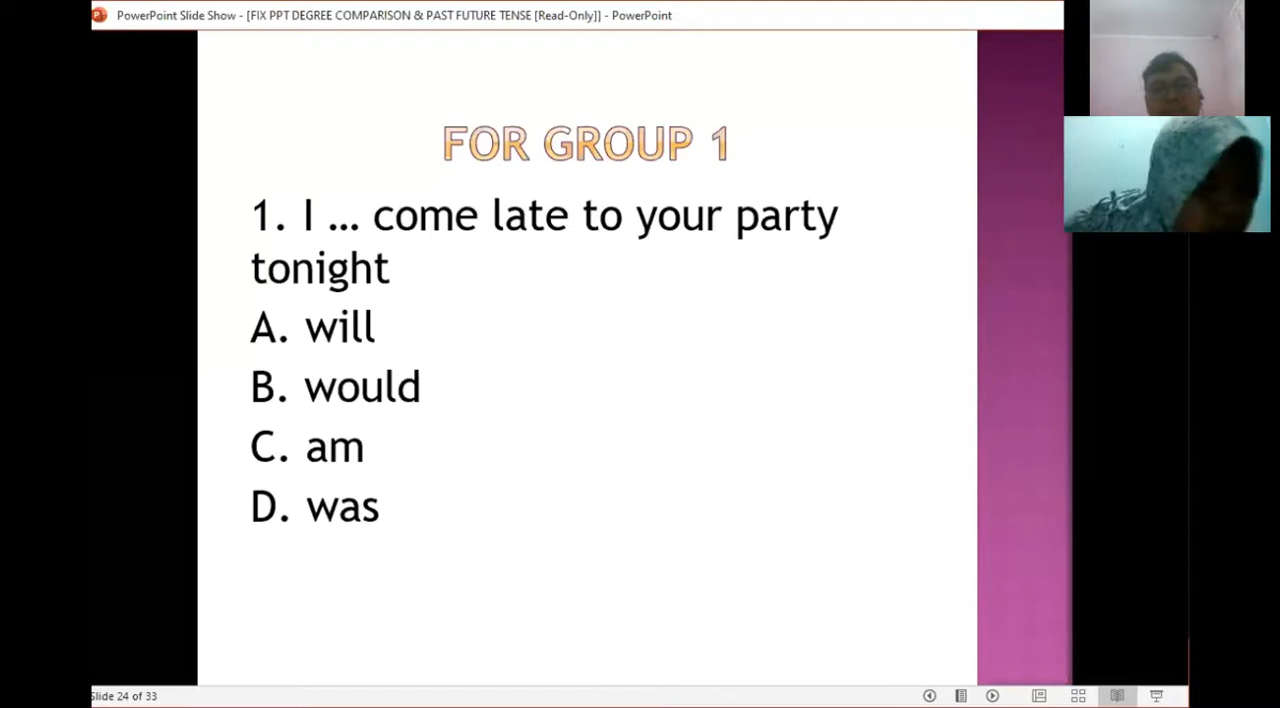 PowerPoint Slide Show - [FIX PPT DEGREE COMPARISON & PAST FUTURE TENSE [Read-Only]] - PowerPoint
FOR GROUP 1
1. I ... come late to your party
tonight
A. will
B. would
C. am
D. was
Slide 24 of 33